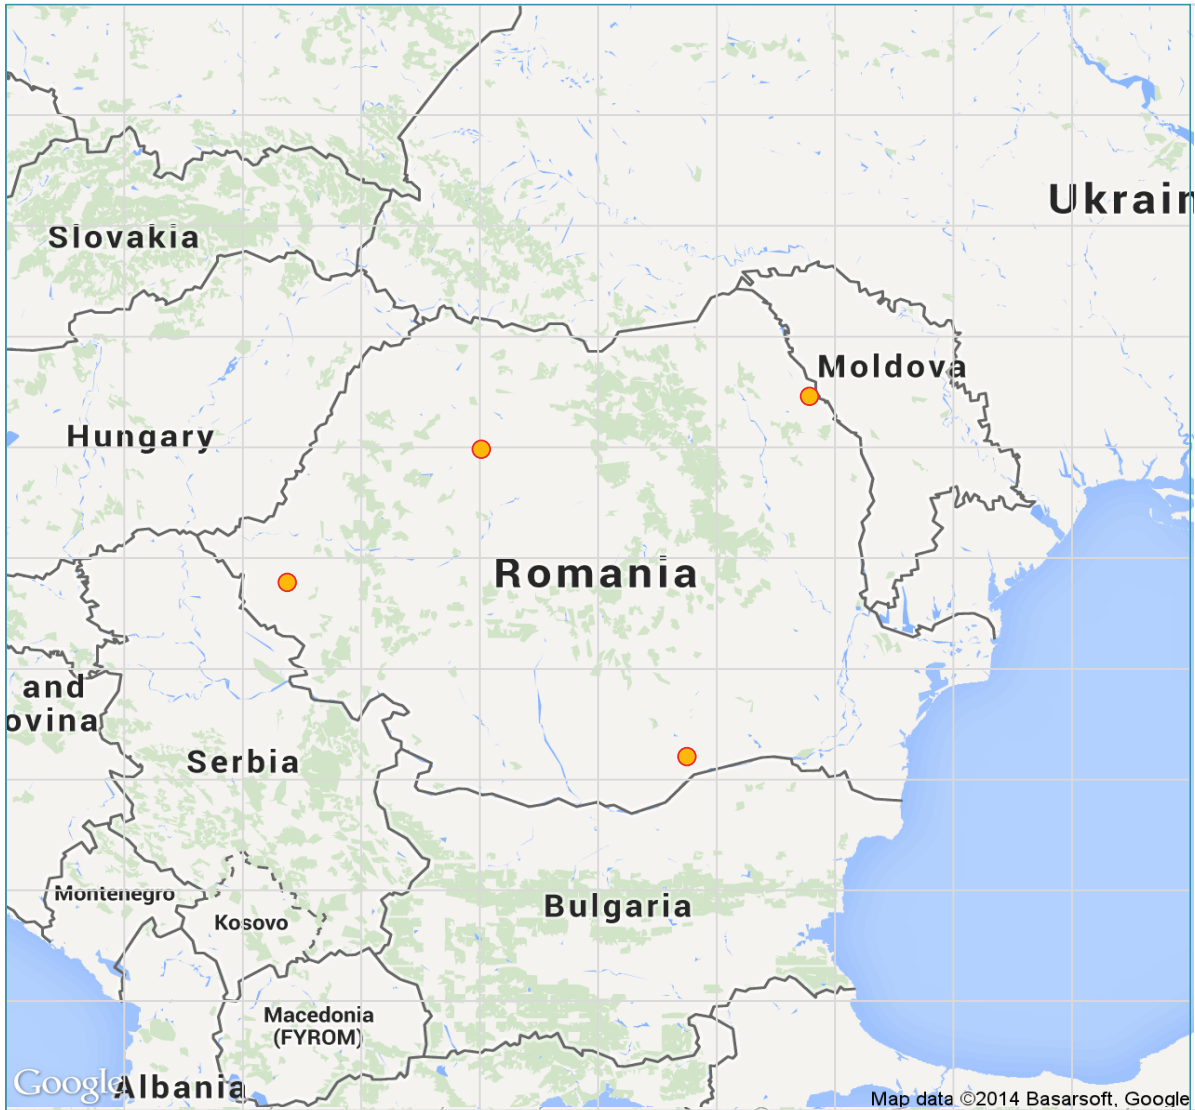 Ukrain
Slovakia
Moldova
Hungary
Romania
and
ovina
Serbia
Montenegro
Kosovo
Bulgaria
Macedonia
(FYROM)
Albania
Google
Map data ©2014 Basarsoft, Google